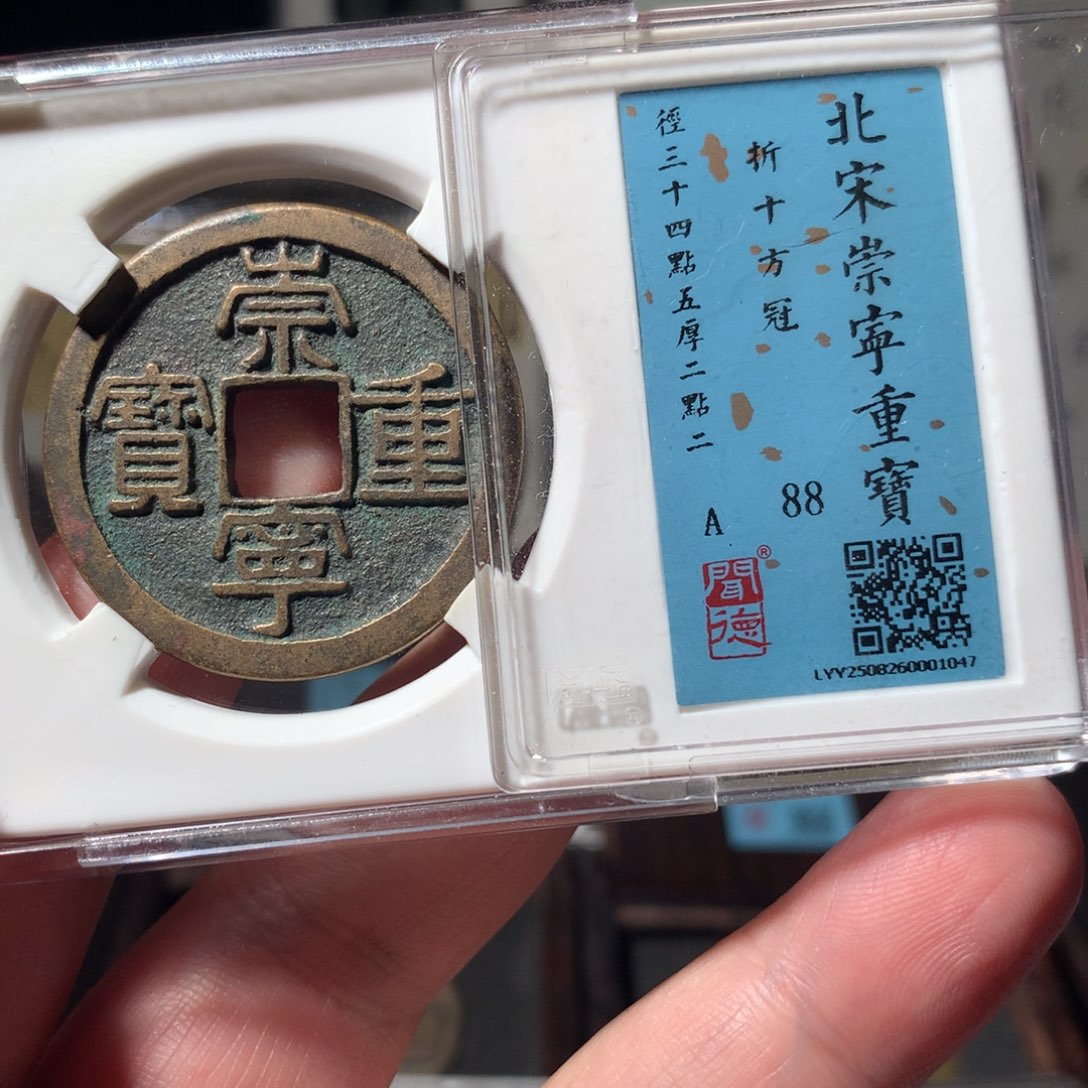 崇寧重寶
北宋崇寧重寶
折十方冠
徑三十四點五厚二點二
88
A
聞德
®
LYY2508260001047